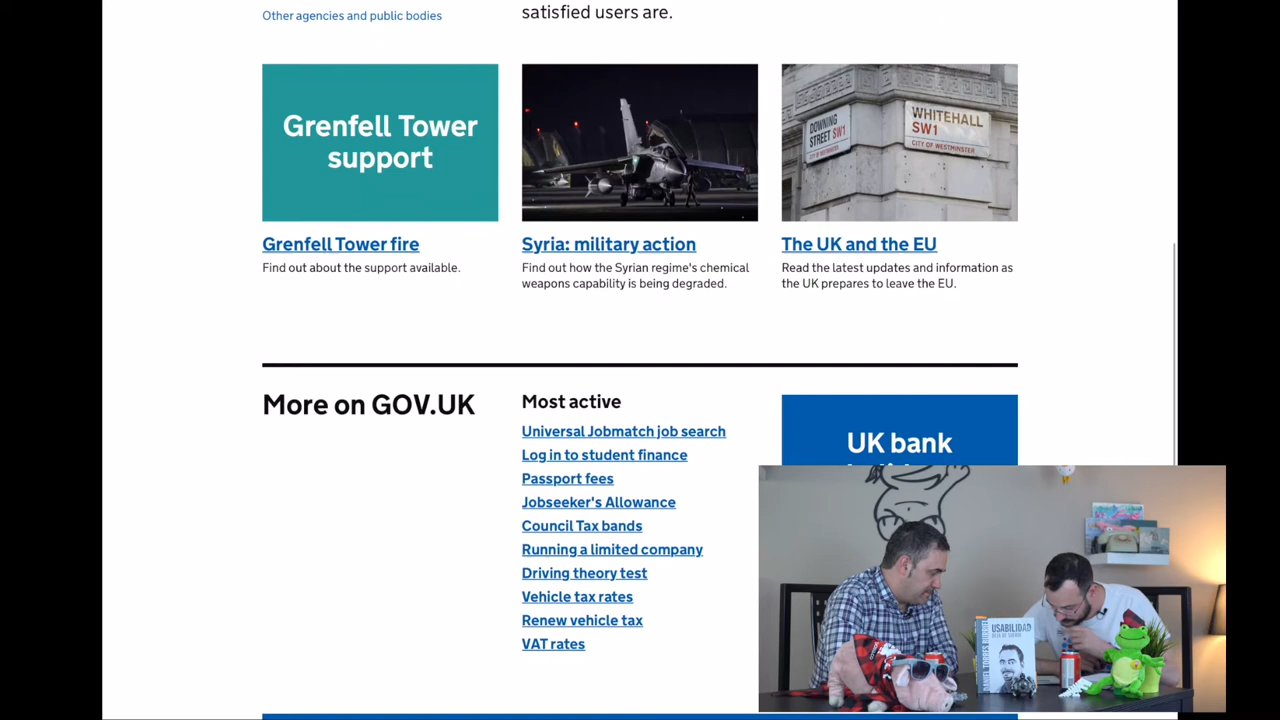 Other agencies and public bodies
satisfied users are.
Grenfell Tower
support
DOWNING
STREET SW1
CITY OF WESTMINSTER
WHITEHALL
SW1
CITY OF WESTMINSTER
Grenfell Tower fire
Find out about the support available.
Syria: military action
Find out how the Syrian regime's chemical
weapons capability is being degraded.
The UK and the EU
Read the latest updates and information as
the UK prepares to leave the EU.
More on GOV.UK
Most active
Universal Jobmatch job search
Log in to student finance
Passport fees
Jobseeker's Allowance
Council Tax bands
Running a limited company
Driving theory test
Vehicle tax rates
Renew vehicle tax
VAT rates
UK bank
USABILIDAD
DANIEL TORRES